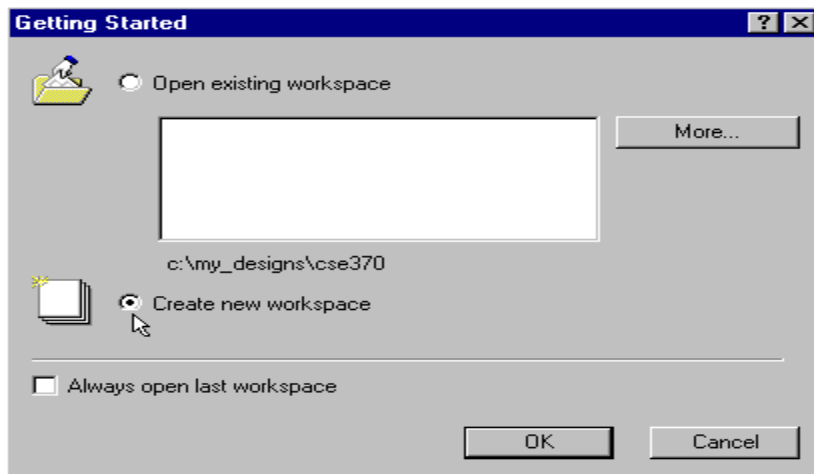 Getting Started
Open existing workspace
More...
c:\my_designs\cse370
Create new workspace
Always open last workspace
OK Cancel